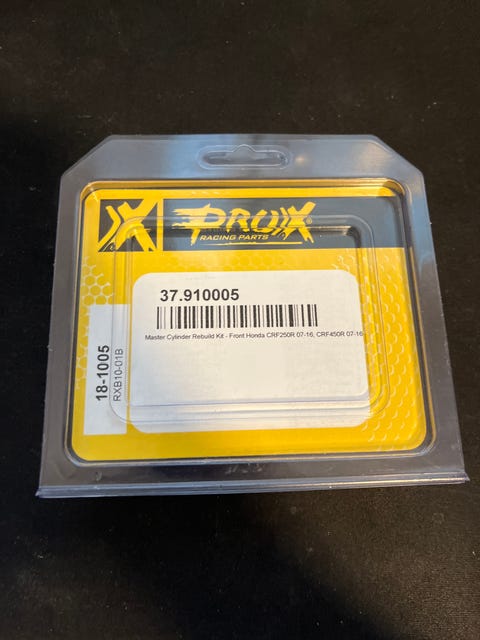 PROX®
RACING PARTS
37.910005
Master Cylinder Rebuild Kit - Front Honda CRF250R 07-16, CRF450R 07-16
18-1005
RXB10-01B